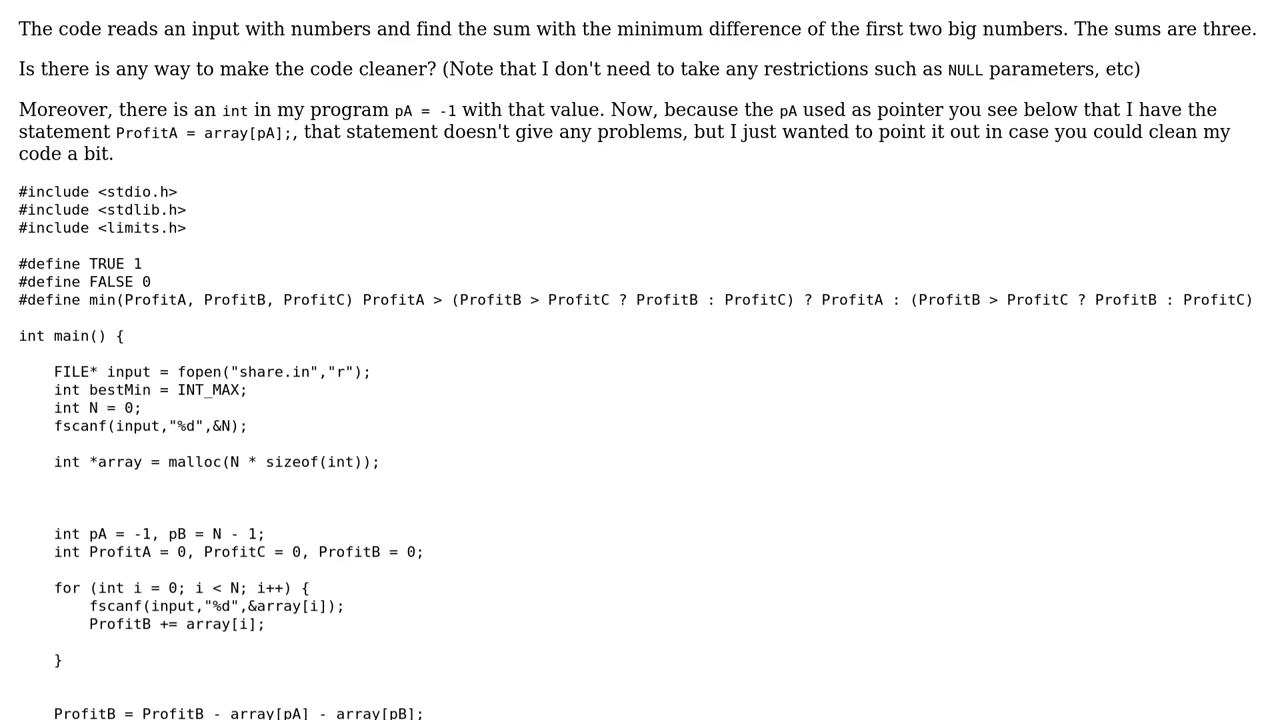 The code reads an input with numbers and find the sum with the minimum difference of the first two big numbers. The sums are three.
Is there is any way to make the code cleaner? (Note that I don't need to take any restrictions such as NULL parameters, etc)
Moreover, there is an int in my program pA = -1 with that value. Now, because the pA used as pointer you see below that I have the
statement ProfitA = array[pA];, that statement doesn't give any problems, but I just wanted to point it out in case you could clean my
code a bit.
#include <stdio.h>
#include <stdlib.h>
#include <limits.h>
#define TRUE 1
#define FALSE 0
#define min(ProfitA, ProfitB, ProfitC) ProfitA > (ProfitB > ProfitC ? ProfitB : ProfitC) ? ProfitA : (ProfitB > ProfitC ? ProfitB : ProfitC)
int main() {
    FILE* input = fopen("share.in","r");
    int bestMin = INT_MAX;
    int N = 0;
    fscanf(input,"%d",&N);
    int *array = malloc(N * sizeof(int));
    int pA = -1, pB = N - 1;
    int ProfitA = 0, ProfitC = 0, ProfitB = 0;
    for (int i = 0; i < N; i++) {
        fscanf(input,"%d",&array[i]);
        ProfitB += array[i];
    }
    ProfitB = ProfitB - array[pA] - array[pB];